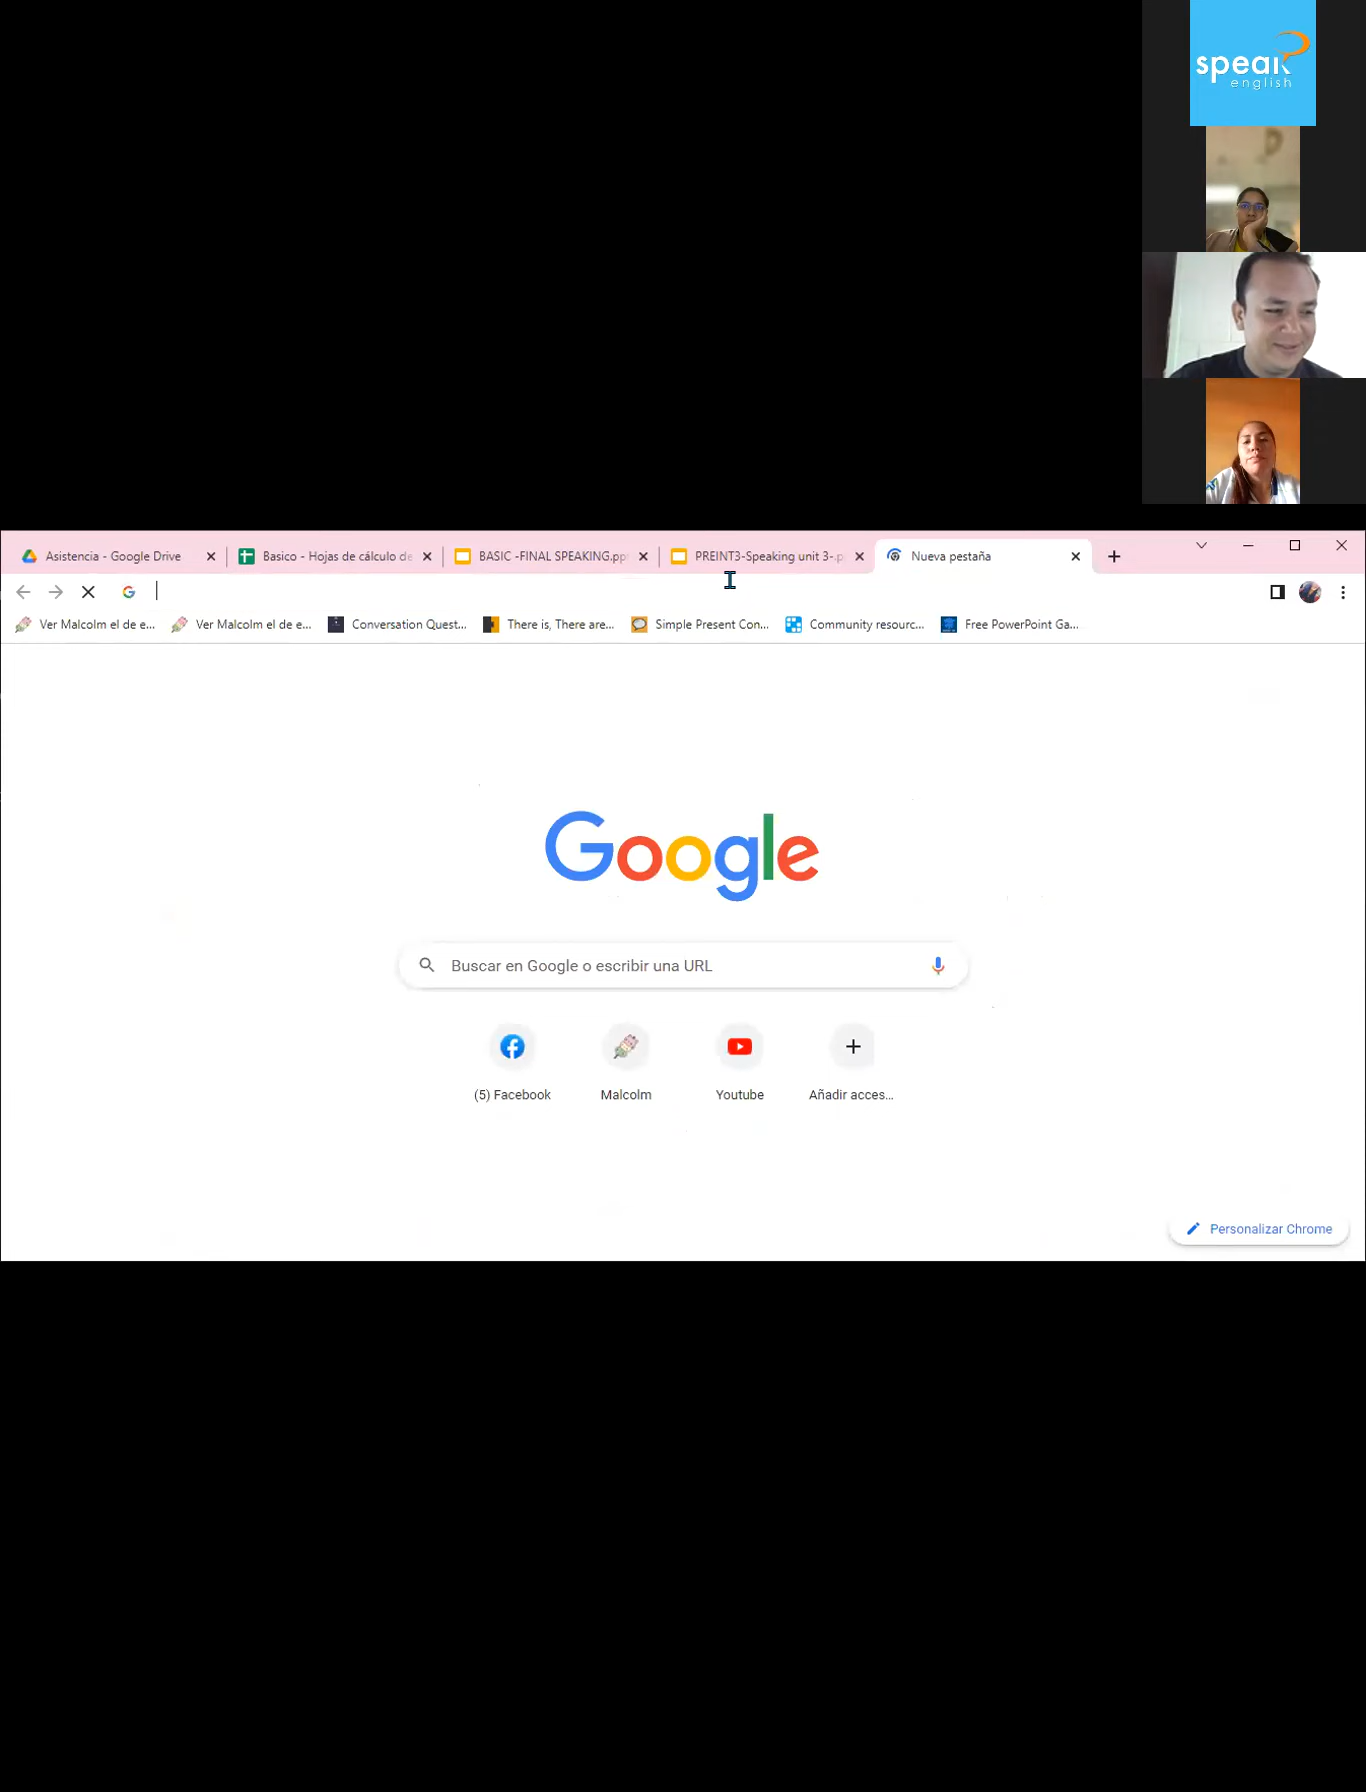 speak
english
Asistencia - Google Drive
Basico - Hojas de cálculo de
BASIC -FINAL SPEAKING.pp
PREINT3-Speaking unit 3-.p
Nueva pestaña
Ver Malcolm el de e...
Ver Malcolm el de e...
Conversation Quest...
There is, There are...
Simple Present Con...
Community resourc...
Free PowerPoint Ga...
Google
Buscar en Google o escribir una URL
(5) Facebook
Malcolm
Youtube
Añadir acces...
Personalizar Chrome